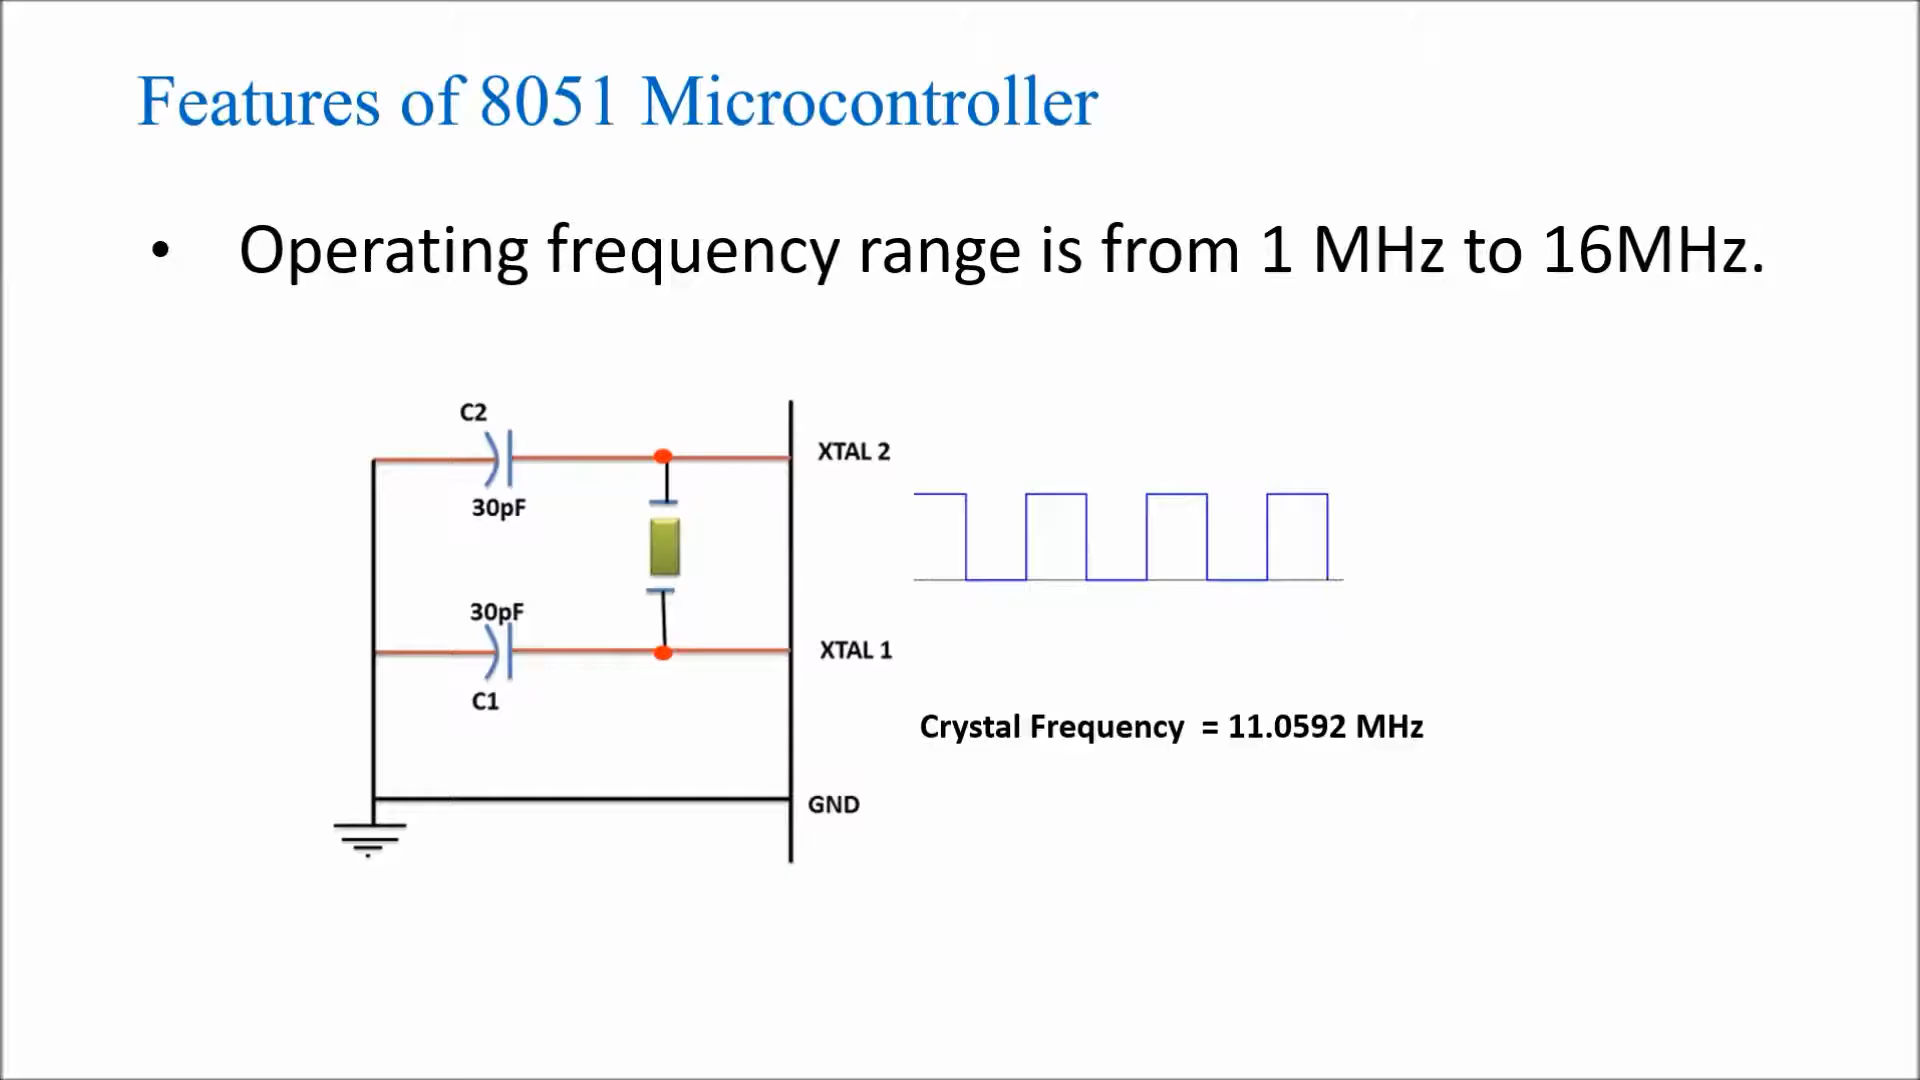 Features of 8051 Microcontroller
• Operating frequency range is from 1 MHz to 16MHz.
C2
XTAL 2
30pF
30pF
XTAL 1
C1
Crystal Frequency = 11.0592 MHz
GND